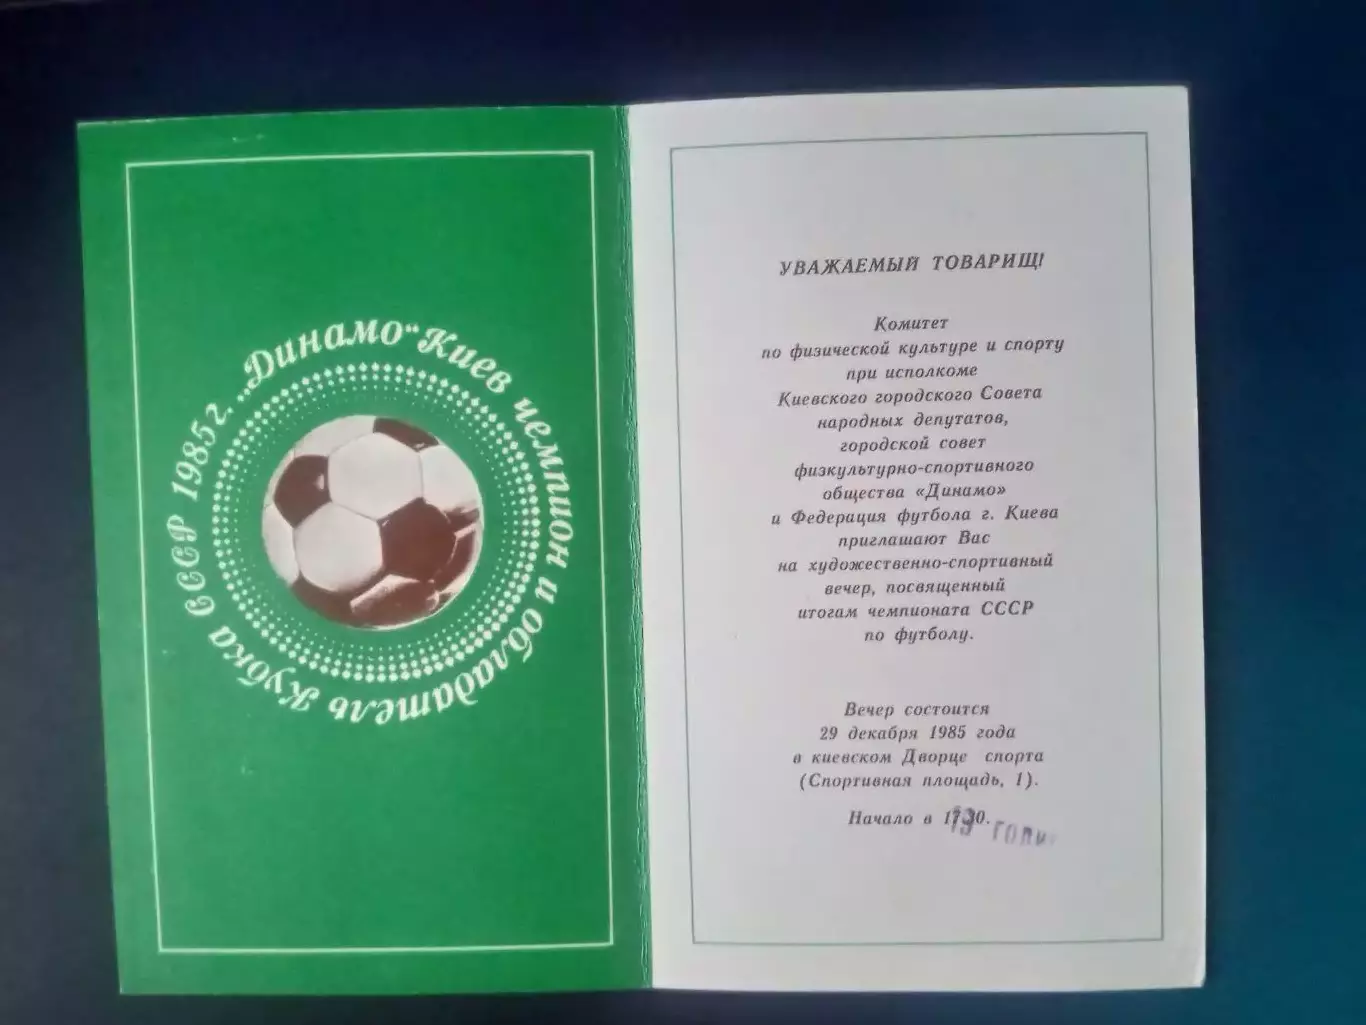 „Динамо“ Киев чемпион и обладатель Кубка СССР 1985г.
УВАЖАЕМЫЙ ТОВАРИЩ!
Комитет
по физической культуре и спорту
при исполкоме
Киевского городского Совета
народных депутатов,
городской совет
физкультурно-спортивного
общества «Динамо»
и Федерация футбола г. Киева
приглашают Вас
на художественно-спортивный
вечер, посвященный
итогам чемпионата СССР
по футболу.
Вечер состоится
29 декабря 1985 года
в киевском Дворце спорта
(Спортивная площадь, 1).
Начало в 17.30.